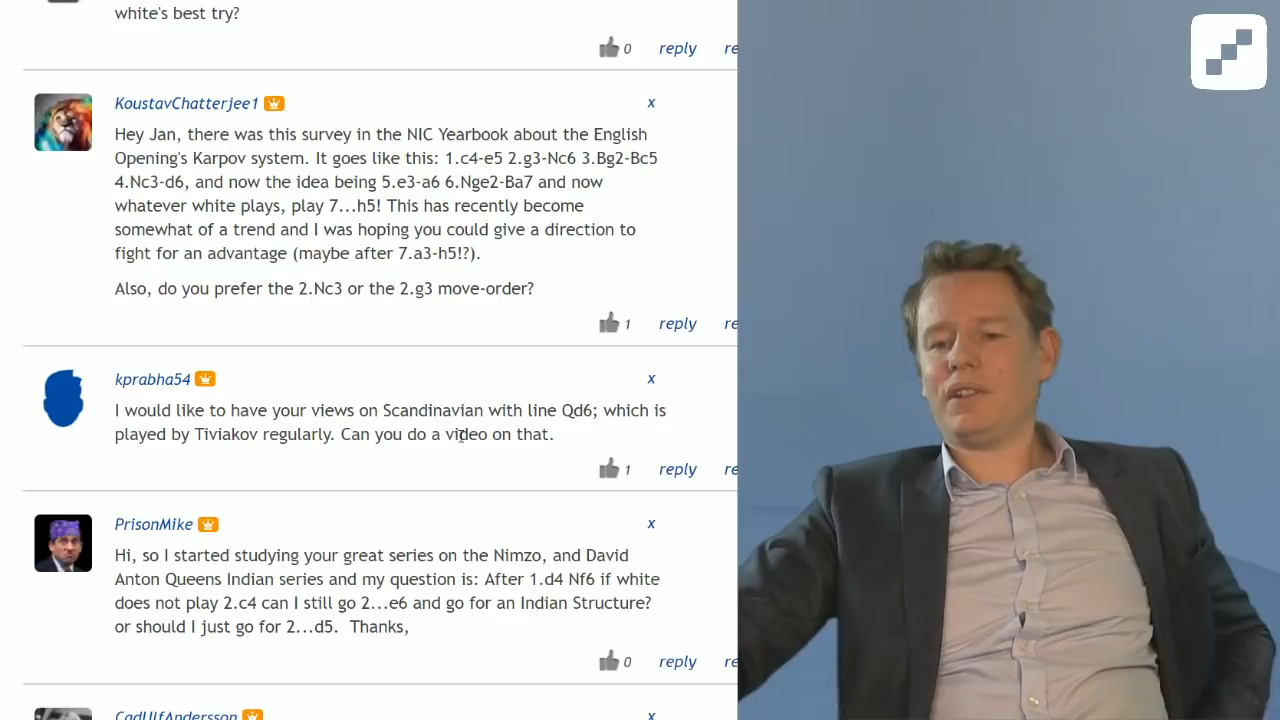 white's best try?
0 reply re
KoustavChatterjee1 x
Hey Jan, there was this survey in the NIC Yearbook about the English
Opening's Karpov system. It goes like this: 1.c4-e5 2.g3-Nc6 3.Bg2-Bc5
4.Nc3-d6, and now the idea being 5.e3-a6 6.Nge2-Ba7 and now
whatever white plays, play 7...h5! This has recently become
somewhat of a trend and I was hoping you could give a direction to
fight for an advantage (maybe after 7.a3-h5!?).
Also, do you prefer the 2.Nc3 or the 2.g3 move-order?
1 reply re
kprabha54 x
I would like to have your views on Scandinavian with line Qd6; which is
played by Tiviakov regularly. Can you do a video on that.
1 reply re
PrisonMike x
Hi, so I started studying your great series on the Nimzo, and David
Anton Queens Indian series and my question is: After 1.d4 Nf6 if white
does not play 2.c4 can I still go 2...e6 and go for an Indian Structure?
or should I just go for 2...d5.  Thanks,
0 reply re
CadUlfAndersson x